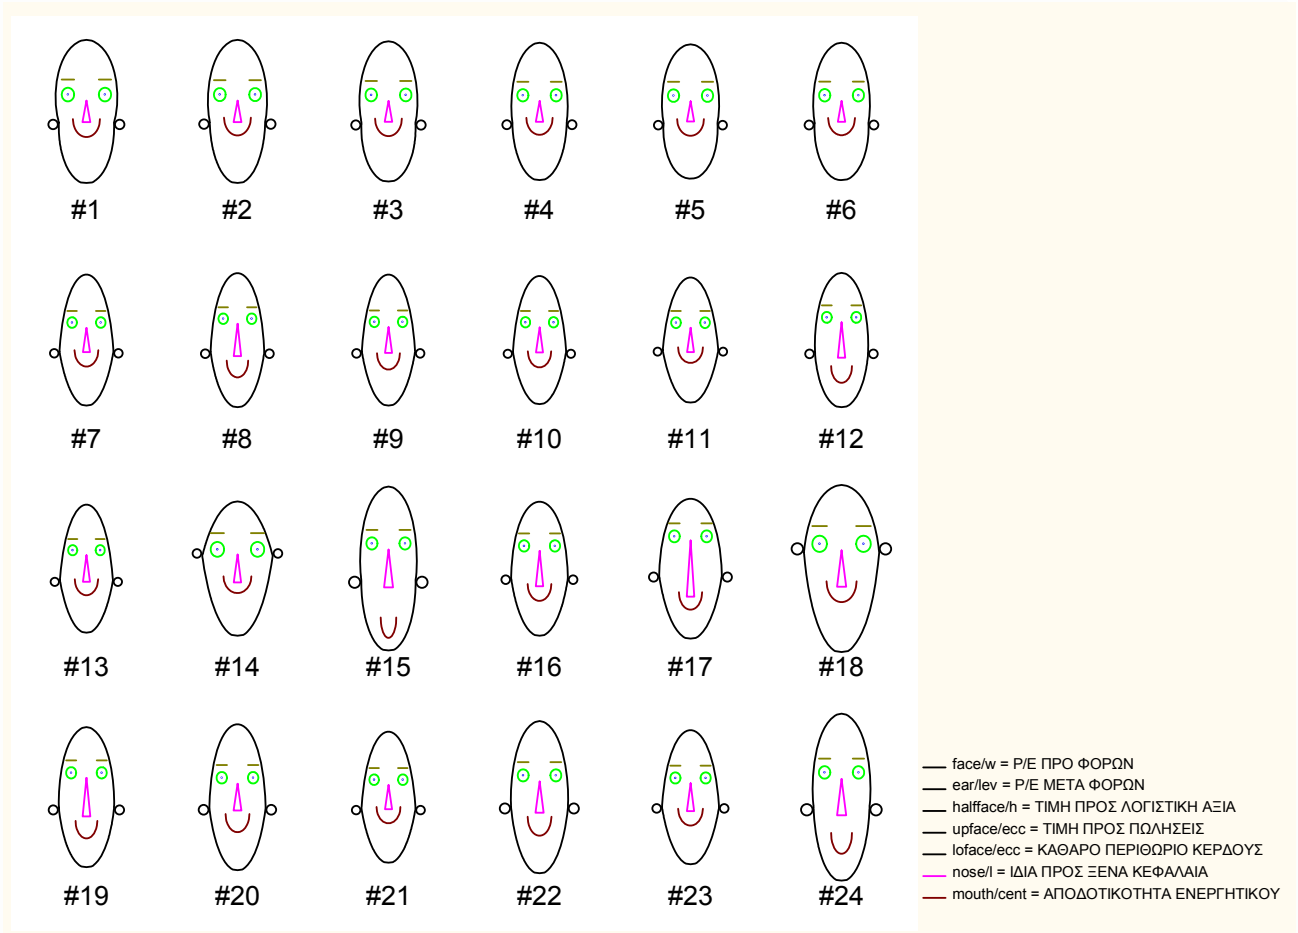 #1 #2 #3 #4 #5 #6
#7 #8 #9 #10 #11 #12
#13 #14 #15 #16 #17 #18
#19 #20 #21 #22 #23 #24
face/w = P/E ΠΡΟ ΦΟΡΩΝ
ear/lev = P/E ΜΕΤΑ ΦΟΡΩΝ
halfface/h = ΤΙΜΗ ΠΡΟΣ ΛΟΓΙΣΤΙΚΗ ΑΞΙΑ
upface/ecc = ΤΙΜΗ ΠΡΟΣ ΠΩΛΗΣΕΙΣ
loface/ecc = ΚΑΘΑΡΟ ΠΕΡΙΘΩΡΙΟ ΚΕΡΔΟΥΣ
nose/l = ΙΔΙΑ ΠΡΟΣ ΞΕΝΑ ΚΕΦΑΛΑΙΑ
mouth/cent = ΑΠΟΔΟΤΙΚΟΤΗΤΑ ΕΝΕΡΓΗΤΙΚΟΥ